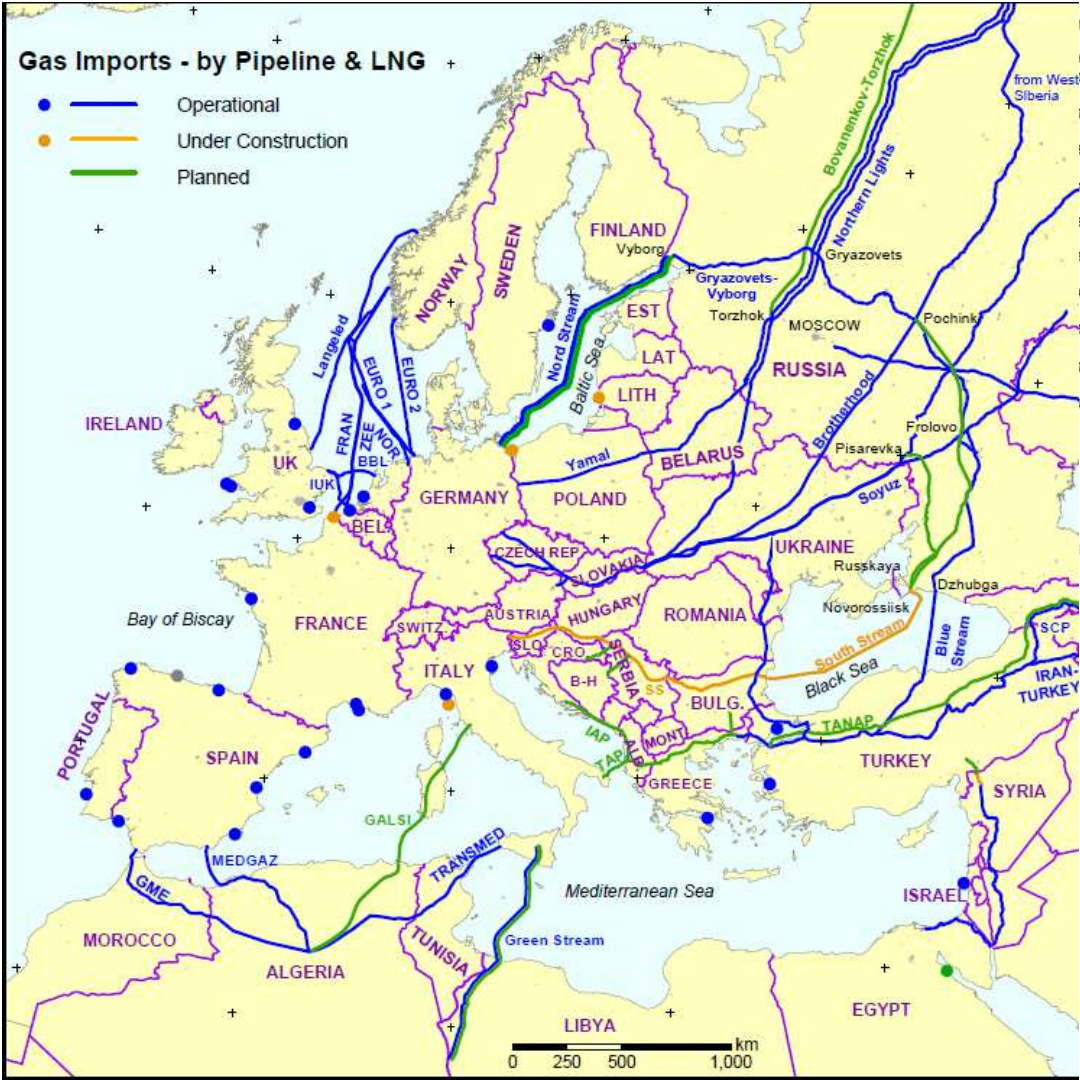 Gas Imports - by Pipeline & LNG
Operational
Under Construction
Planned
Bovanenkov-Torzhok
from West
SIberia
Northern Lights
FINLAND
Vyborg
Gryazovets
Gryazovets-
Vyborg
NORWAY
SWEDEN
Torzhok
EST
MOSCOW
Pochinki
Nord Stream
Baltic Sea
LAT
RUSSIA
LITH
Langeled
EURO 1
EURO 2
IRELAND
FRAN
ZEE
NOR.
BBL
UK
IUK
Brotherhood
Frolovo
Pisarevka
Yamal
BELARUS
GERMANY
POLAND
Soyuz
BEL.
CZECH REP.
SLOVAKIA
UKRAINE
Russkaya
Dzhubga
Novorossiisk
Bay of Biscay
FRANCE
SWITZ.
AUSTRIA
HUNGARY
ROMANIA
SLO.
CRO.
ITALY
B-H
SERBIA
SS
South Stream
Black Sea
Blue
Stream
SCP
IRAN-
TURKEY
BULG.
PORTUGAL
SPAIN
IAP
TAP
ALB.
MONT.
TANAP
GREECE
TURKEY
SYRIA
GALSI
MEDGAZ
TRANSMED
GME
Mediterranean Sea
ISRAEL
MOROCCO
TUNISIA
Green Stream
ALGERIA
EGYPT
LIBYA
km
0 250 500 1,000